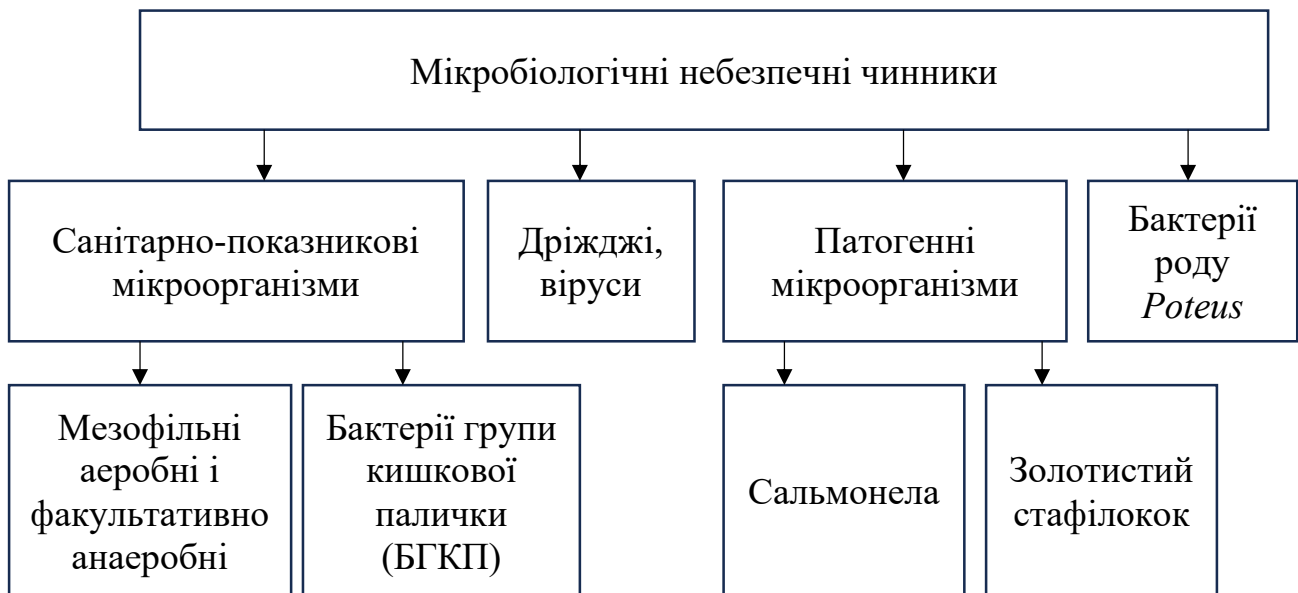 Мікробіологічні небезпечні чинники
Санітарно-показникові
мікроорганізми
Дріжджі,
віруси
Патогенні
мікроорганізми
Бактерії
роду
Poteus
Мезофільні
аеробні і
факультативно
анаеробні
Бактерії групи
кишкової
палички
(БГКП)
Сальмонела
Золотистий
стафілокок